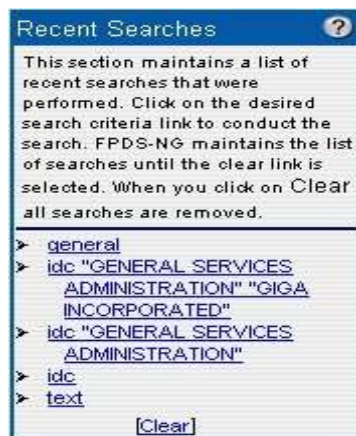 Recent Searches ?
This section maintains a list of
recent searches that were
performed. Click on the desired
search criteria link to conduct the
search. FPDS-NG maintains the list
of searches until the clear link is
selected. When you click on Clear
all searches are removed.
➤ general
➤ idc "GENERAL SERVICES
ADMINISTRATION" "GIGA
INCORPORATED"
➤ idc "GENERAL SERVICES
ADMINISTRATION"
➤ idc
➤ text
[Clear]